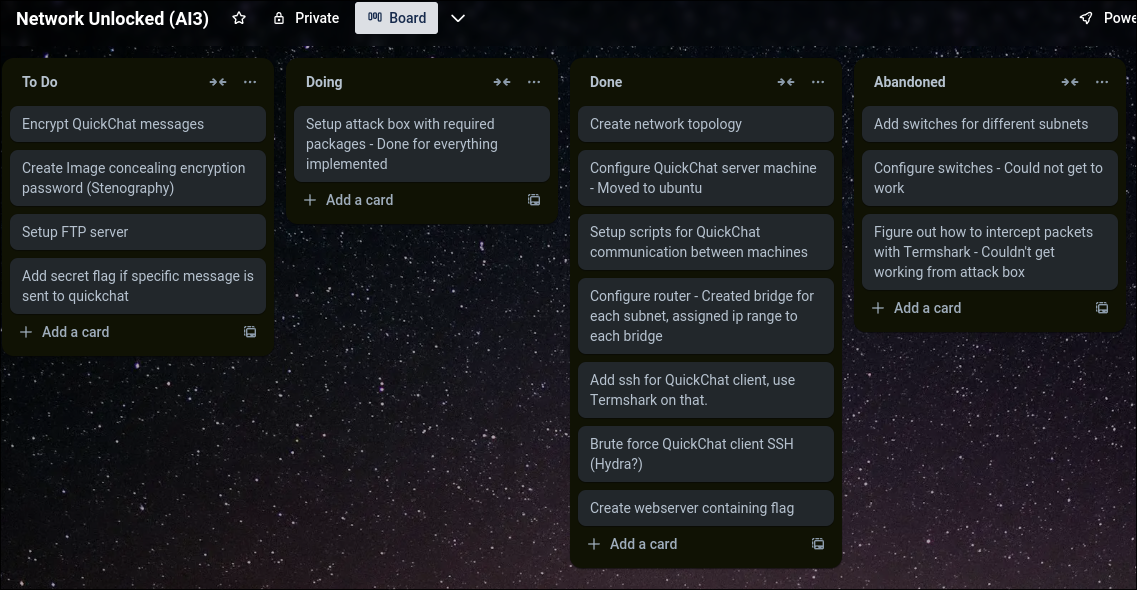 Network Unlocked (AI3)
Private
Board
Powe
To Do
Encrypt QuickChat messages
Create Image concealing encryption
password (Stenography)
Setup FTP server
Add secret flag if specific message is
sent to quickchat
Add a card
Doing
Setup attack box with required
packages - Done for everything
implemented
Add a card
Done
Create network topology
Configure QuickChat server machine
- Moved to ubuntu
Setup scripts for QuickChat
communication between machines
Configure router - Created bridge for
each subnet, assigned ip range to
each bridge
Add ssh for QuickChat client, use
Termshark on that.
Brute force QuickChat client SSH
(Hydra?)
Create webserver containing flag
Add a card
Abandoned
Add switches for different subnets
Configure switches - Could not get to
work
Figure out how to intercept packets
with Termshark - Couldn't get
working from attack box
Add a card